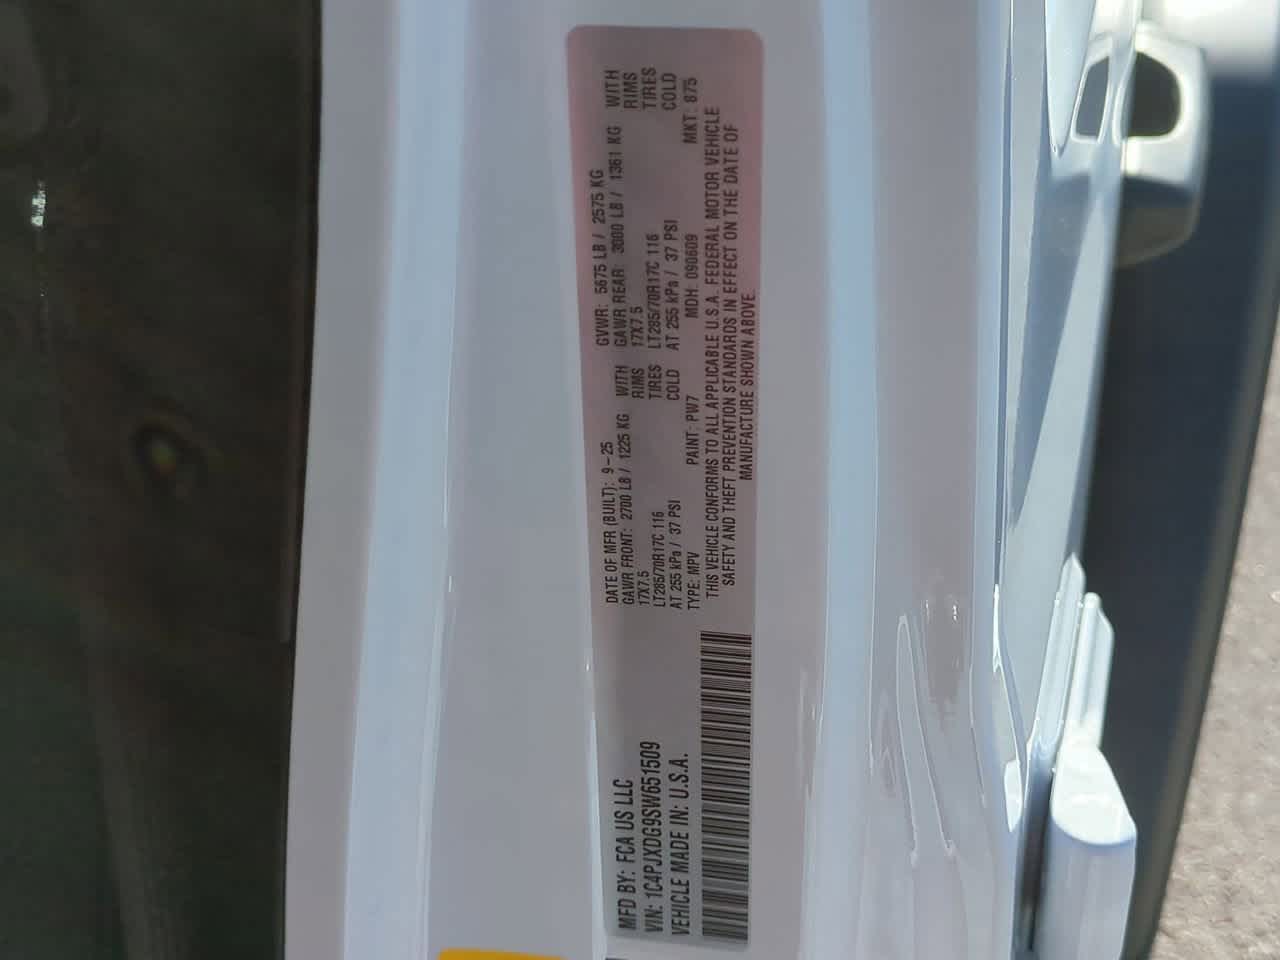 MFD BY: FCA US LLC
VIN: 1C4PJXDG9SW651509
VEHICLE MADE IN: U.S.A.
DATE OF MFR (BUILT): 9-25 GVWR: 5675 LB / 2575 KG
GAWR FRONT: 2700 LB / 1225 KG WITH GAWR REAR: 3000 LB / 1361 KG WITH
17X7.5 RIMS 17X7.5 RIMS
LT285/70R17C 116 TIRES LT285/70R17C 116 TIRES
AT 255 kPa / 37 PSI COLD AT 255 kPa / 37 PSI COLD
TYPE: MPV PAINT: PW7 MDH: 090609 MKT: 875
THIS VEHICLE CONFORMS TO ALL APPLICABLE U.S.A. FEDERAL MOTOR VEHICLE
SAFETY AND THEFT PREVENTION STANDARDS IN EFFECT ON THE DATE OF
MANUFACTURE SHOWN ABOVE.